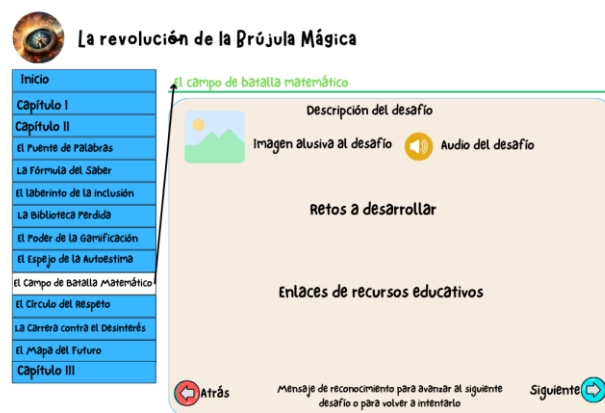 La revolución de la Brújula Mágica
Inicio
Capítulo I
Capítulo II
El Puente de Palabras
La Fórmula del Saber
El laberinto de la inclusión
La Biblioteca Perdida
El Poder de la Gamificación
El Espejo de la Autoestima
El Campo de Batalla Matemático
El Círculo del Respeto
La Carrera contra el Desinterés
El Mapa del Futuro
Capítulo III
El campo de batalla matemático
Descripción del desafío
Imagen alusiva al desafío
Audio del desafío
Retos a desarrollar
Enlaces de recursos educativos
Atrás
Mensaje de reconocimiento para avanzar al siguiente
desafío o para volver a intentarlo
Siguiente